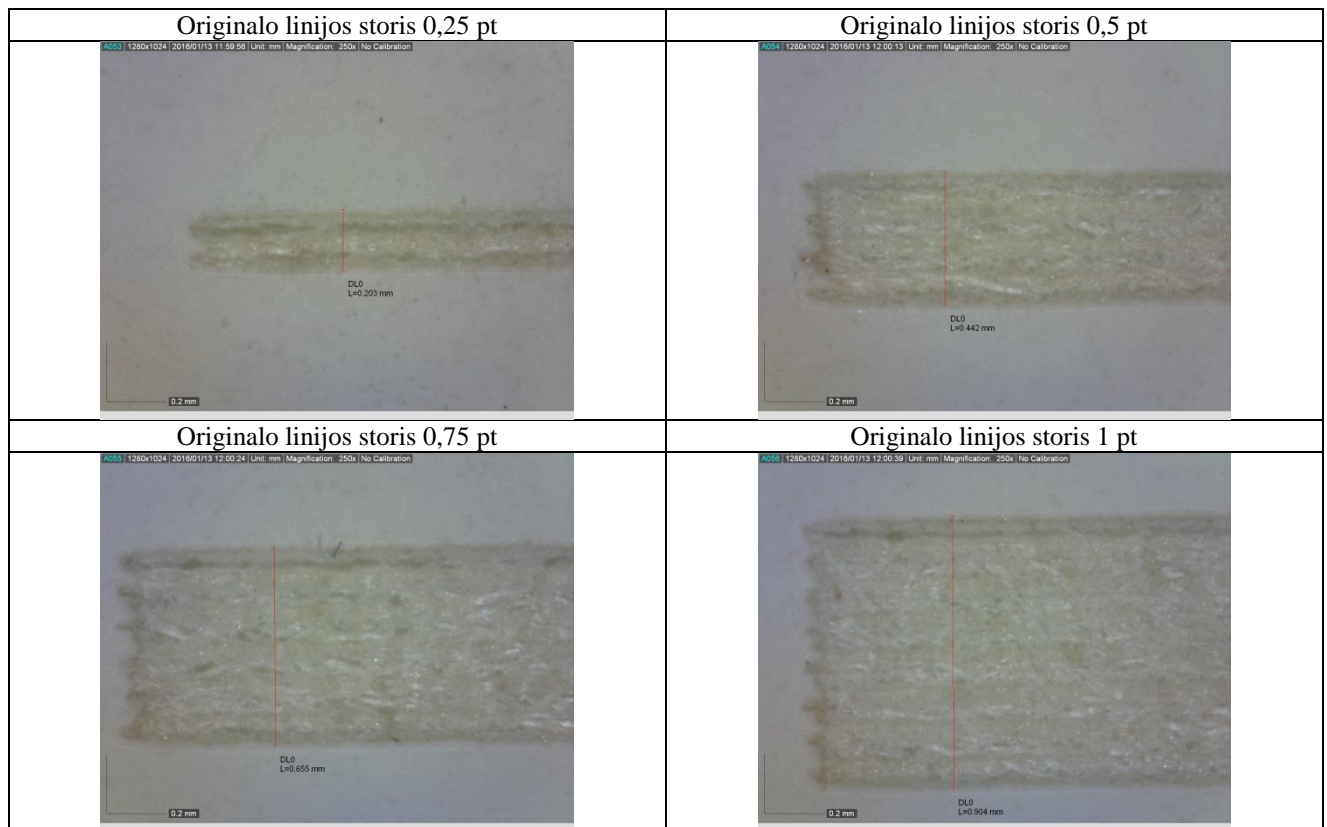 Originalo linijos storis 0,25 pt
Originalo linijos storis 0,5 pt
A053 1280x1024 2016/01/13 11:59:56 Unit: mm Magnification: 250x No Calibration
A054 1280x1024 2016/01/13 12:00:13 Unit: mm Magnification: 250x No Calibration
DL0
L=0.203 mm
DL0
L=0.442 mm
0.2 mm
0.2 mm
Originalo linijos storis 0,75 pt
Originalo linijos storis 1 pt
A055 1280x1024 2016/01/13 12:00:24 Unit: mm Magnification: 250x No Calibration
A056 1280x1024 2016/01/13 12:00:39 Unit: mm Magnification: 250x No Calibration
DL0
L=0.655 mm
DL0
L=0.904 mm
0.2 mm
0.2 mm